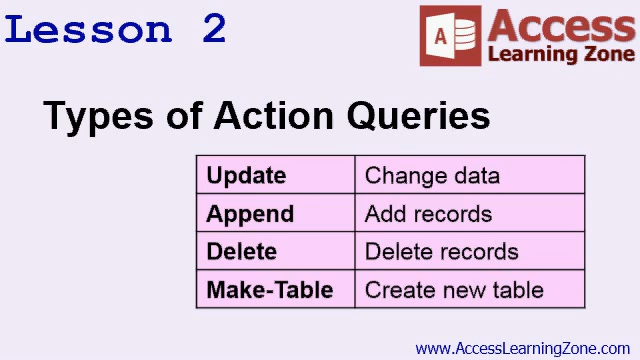 Lesson 2
A
Access
Learning Zone
Types of Action Queries
Update Change data
Append Add records
Delete Delete records
Make-Table Create new table
www.AccessLearningZone.com